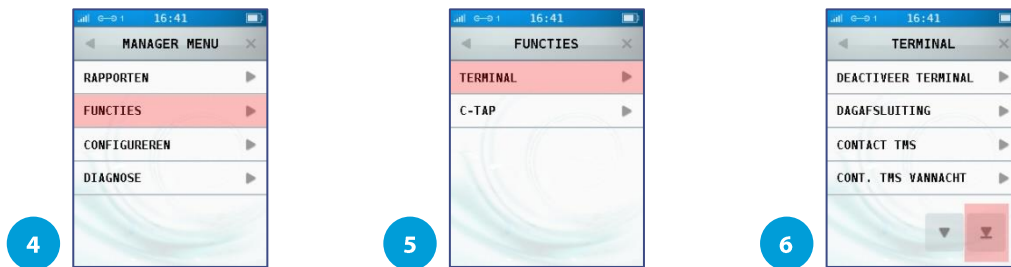 16:41
MANAGER MENU
RAPPORTEN
FUNCTIES
CONFIGUREREN
DIAGNOSE
4
16:41
FUNCTIES
TERMINAL
C-TAP
5
16:41
TERMINAL
DEACTIVEER TERMINAL
DAGAFSLUITING
CONTACT TMS
CONT. TMS VANNACHT
6